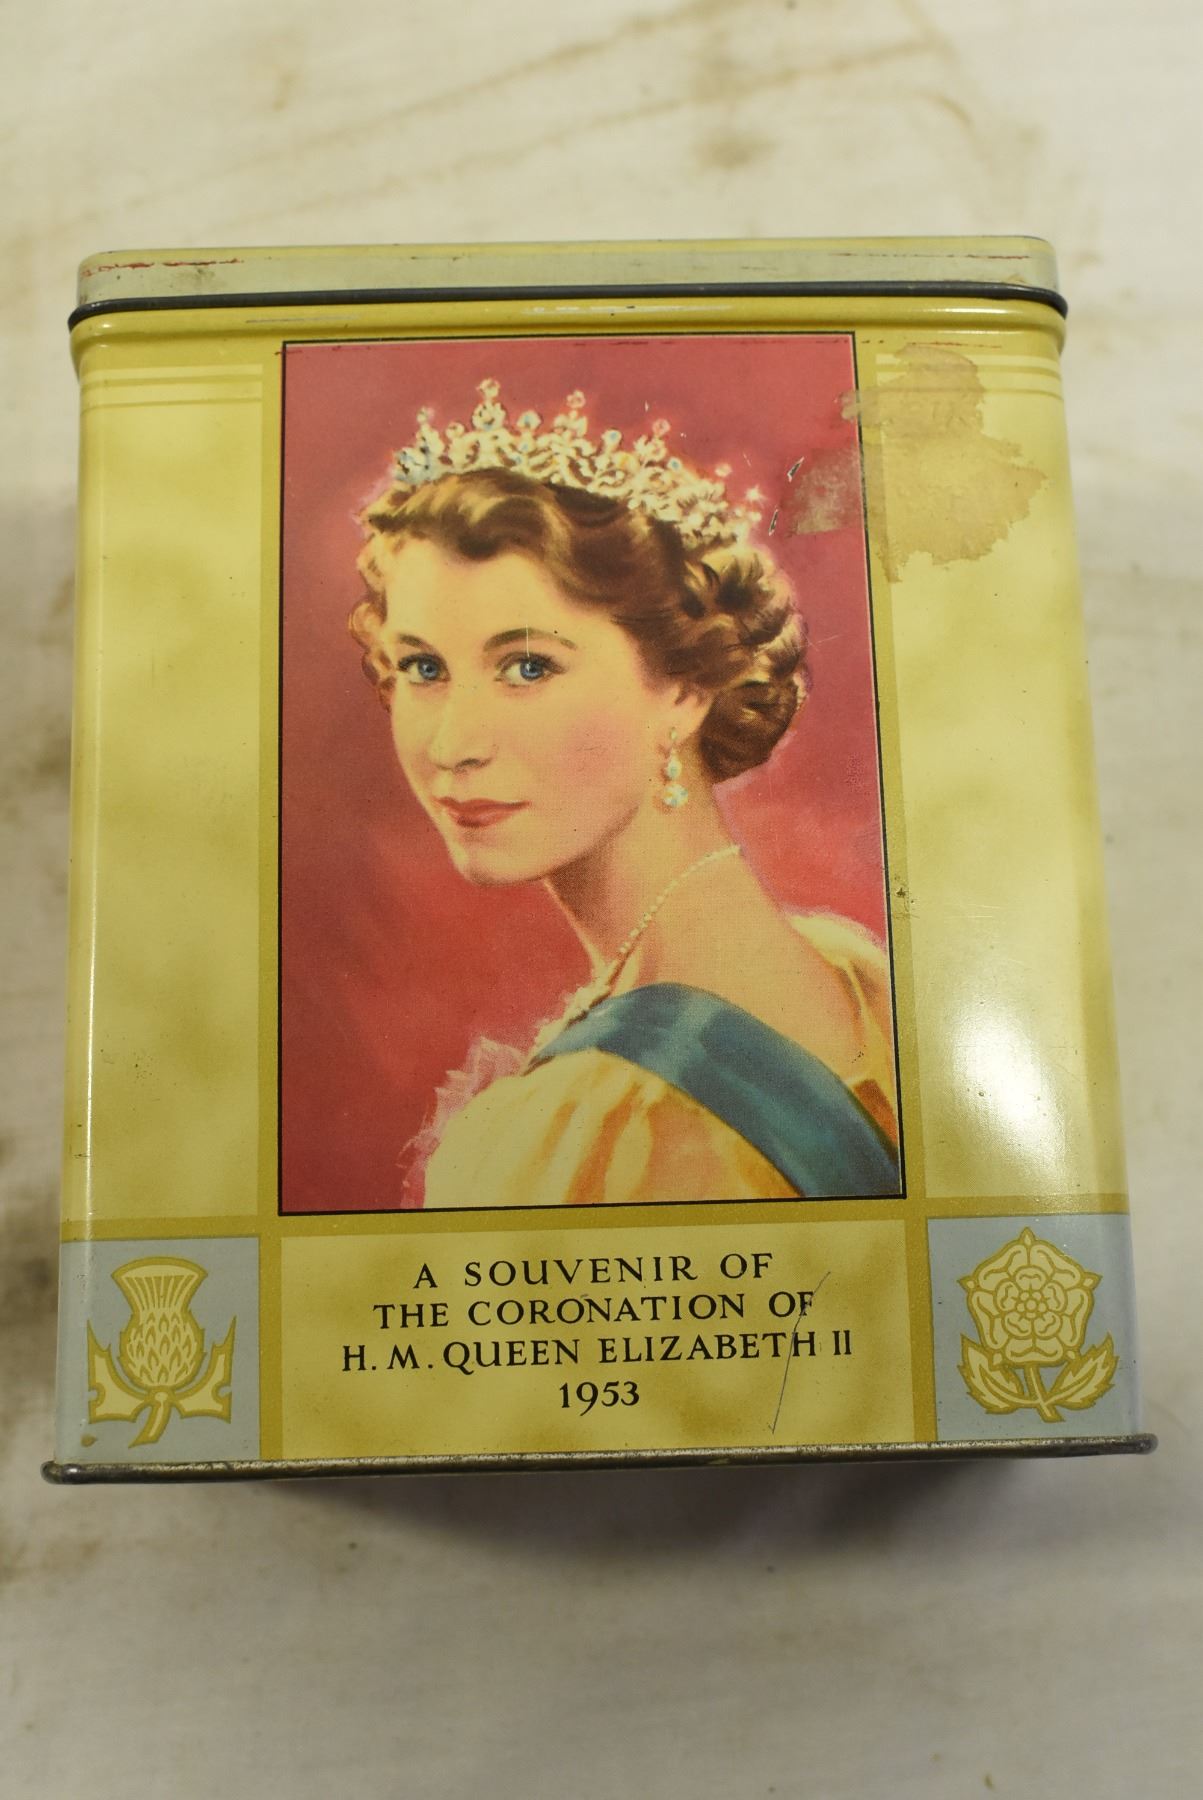 A SOUVENIR OF
THE CORONATION OF
H. M. QUEEN ELIZABETH II
1953